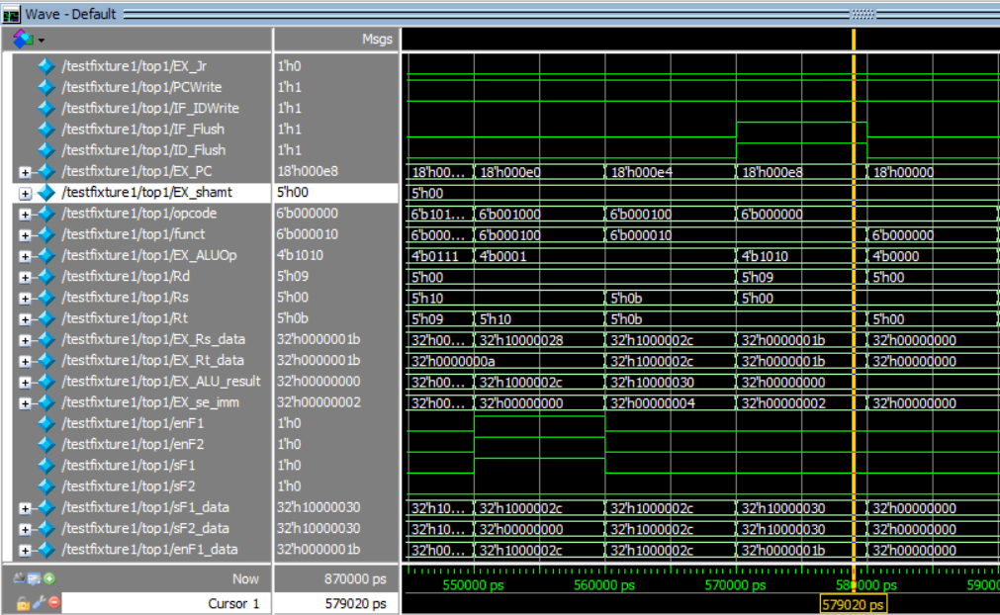 Wave - Default
Msgs
/testfixture1/top1/EX_Jr 1'h0
/testfixture1/top1/PCWrite 1'h1
/testfixture1/top1/IF_IDWrite 1'h1
/testfixture1/top1/IF_Flush 1'h1
/testfixture1/top1/ID_Flush 1'h1
/testfixture1/top1/EX_PC 18'h000e8 18'h00... 18'h000e0 18'h000e4 18'h000e8 18'h00000
/testfixture1/top1/EX_shamt 5'h00 5'h00
/testfixture1/top1/opcode 6'b000000 6'b101... 6'b001000 6'b000100 6'b000000
/testfixture1/top1/funct 6'b000010 6'b000... 6'b000100 6'b000010 6'b000000
/testfixture1/top1/EX_ALUOp 4'b1010 4'b0111 4'b0001 4'b1010 4'b0000
/testfixture1/top1/Rd 5'h09 5'h00 5'h09 5'h00
/testfixture1/top1/Rs 5'h00 5'h10 5'h0b 5'h00
/testfixture1/top1/Rt 5'h0b 5'h09 5'h10 5'h0b 5'h00
/testfixture1/top1/EX_Rs_data 32'h0000001b 32'h00... 32'h10000028 32'h1000002c 32'h0000001b 32'h00000000
/testfixture1/top1/EX_Rt_data 32'h0000001b 32'h0000000a 32'h1000002c 32'h0000001b 32'h00000000
/testfixture1/top1/EX_ALU_result 32'h00000000 32'h00... 32'h1000002c 32'h10000030 32'h00000000
/testfixture1/top1/EX_se_imm 32'h00000002 32'h00... 32'h00000000 32'h00000004 32'h00000002 32'h00000000
/testfixture1/top1/enF1 1'h0
/testfixture1/top1/enF2 1'h0
/testfixture1/top1/sF1 1'h0
/testfixture1/top1/sF2 1'h0
/testfixture1/top1/sF1_data 32'h10000030 32'h10... 32'h1000002c 32'h1000002c 32'h10000030 32'h00000000
/testfixture1/top1/sF2_data 32'h10000030 32'h10... 32'h00000000 32'h1000002c 32'h10000030 32'h00000000
/testfixture1/top1/enF1_data 32'h0000001b 32'h00... 32'h1000002c 32'h1000002c 32'h0000001b 32'h00000000
Now 870000 ps 550000 ps 560000 ps 570000 ps 580000 ps 59000
Cursor 1 579020 ps 579020 ps